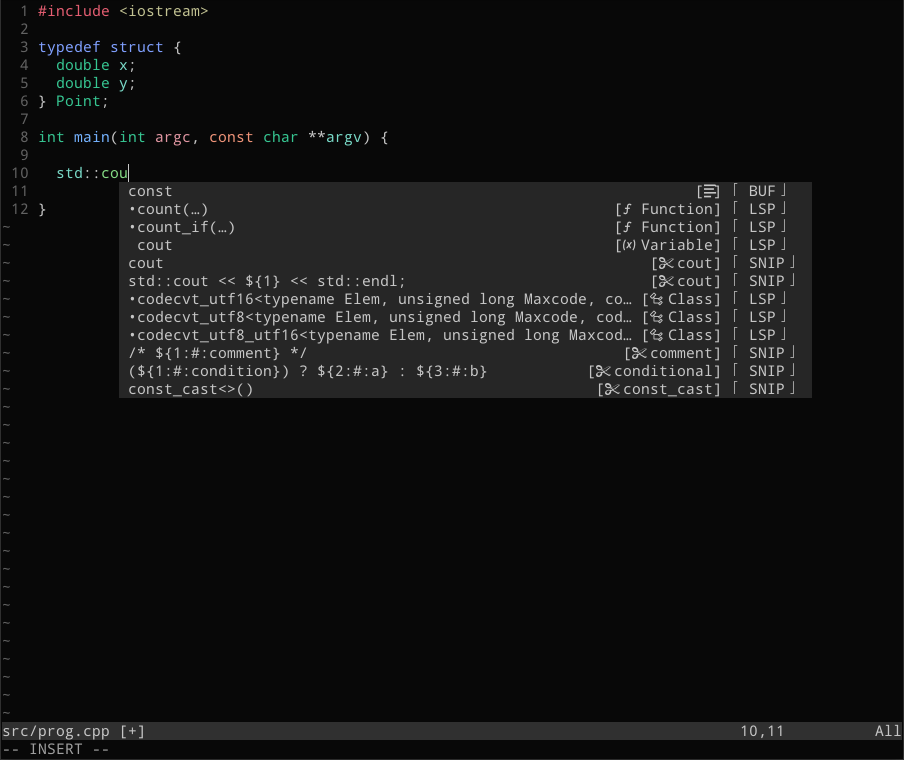 1 #include <iostream>
2
3 typedef struct {
4   double x;
5   double y;
6 } Point;
7
8 int main(int argc, const char **argv) {
9
10   std::cou
11 const [] ⌈ BUF ⌋
•count(…) [ƒ Function] ⌈ LSP ⌋
12 }
•count_if(…) [ƒ Function] ⌈ LSP ⌋
~ cout [(x) Variable] ⌈ LSP ⌋
~ cout [cout] ⌈ SNIP ⌋
~ std::cout << ${1} << std::endl; [cout] ⌈ SNIP ⌋
~ •codecvt_utf16<typename Elem, unsigned long Maxcode, co… [Class] ⌈ LSP ⌋
~ •codecvt_utf8<typename Elem, unsigned long Maxcode, cod… [Class] ⌈ LSP ⌋
~ •codecvt_utf8_utf16<typename Elem, unsigned long Maxcod… [Class] ⌈ LSP ⌋
~ /* ${1:#:comment} */ [comment] ⌈ SNIP ⌋
~ (${1:#:condition}) ? ${2:#:a} : ${3:#:b} [conditional] ⌈ SNIP ⌋
~ const_cast<>() [const_cast] ⌈ SNIP ⌋
src/prog.cpp [+] 10,11 All
-- INSERT --